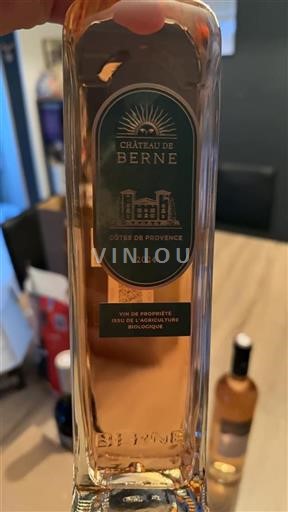 CHÂTEAU DE
BERNE
CÔTES DE PROVENCE
VINIOU
VIN DE PROPRIÉTÉ
ISSU DE L'AGRICULTURE
BIOLOGIQUE
BERNE